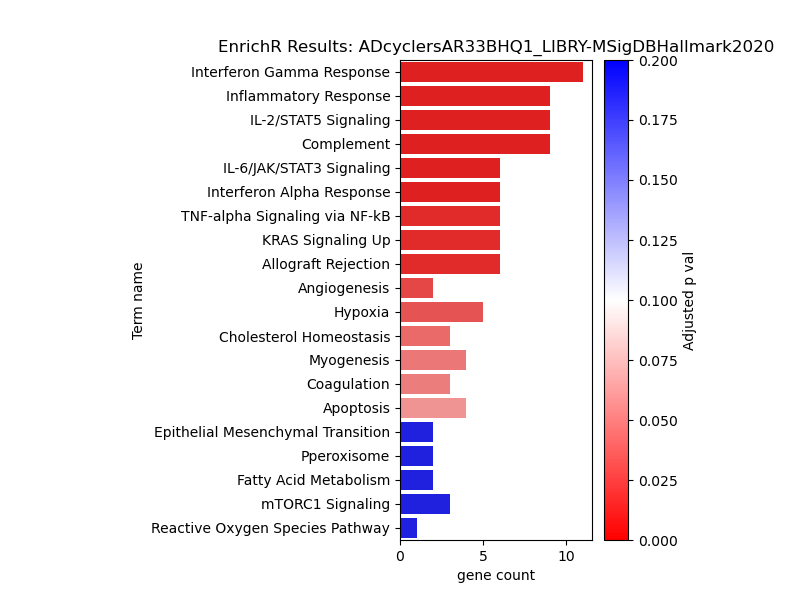 EnrichR Results: ADcyclersAR33BHQ1_LIBRY-MSigDBHallmark2020
Term name
Interferon Gamma Response
Inflammatory Response
IL-2/STAT5 Signaling
Complement
IL-6/JAK/STAT3 Signaling
Interferon Alpha Response
TNF-alpha Signaling via NF-kB
KRAS Signaling Up
Allograft Rejection
Angiogenesis
Hypoxia
Cholesterol Homeostasis
Myogenesis
Coagulation
Apoptosis
Epithelial Mesenchymal Transition
Pperoxisome
Fatty Acid Metabolism
mTORC1 Signaling
Reactive Oxygen Species Pathway
0 5 10
gene count
0.200
0.175
0.150
0.125
0.100
0.075
0.050
0.025
0.000
Adjusted p val